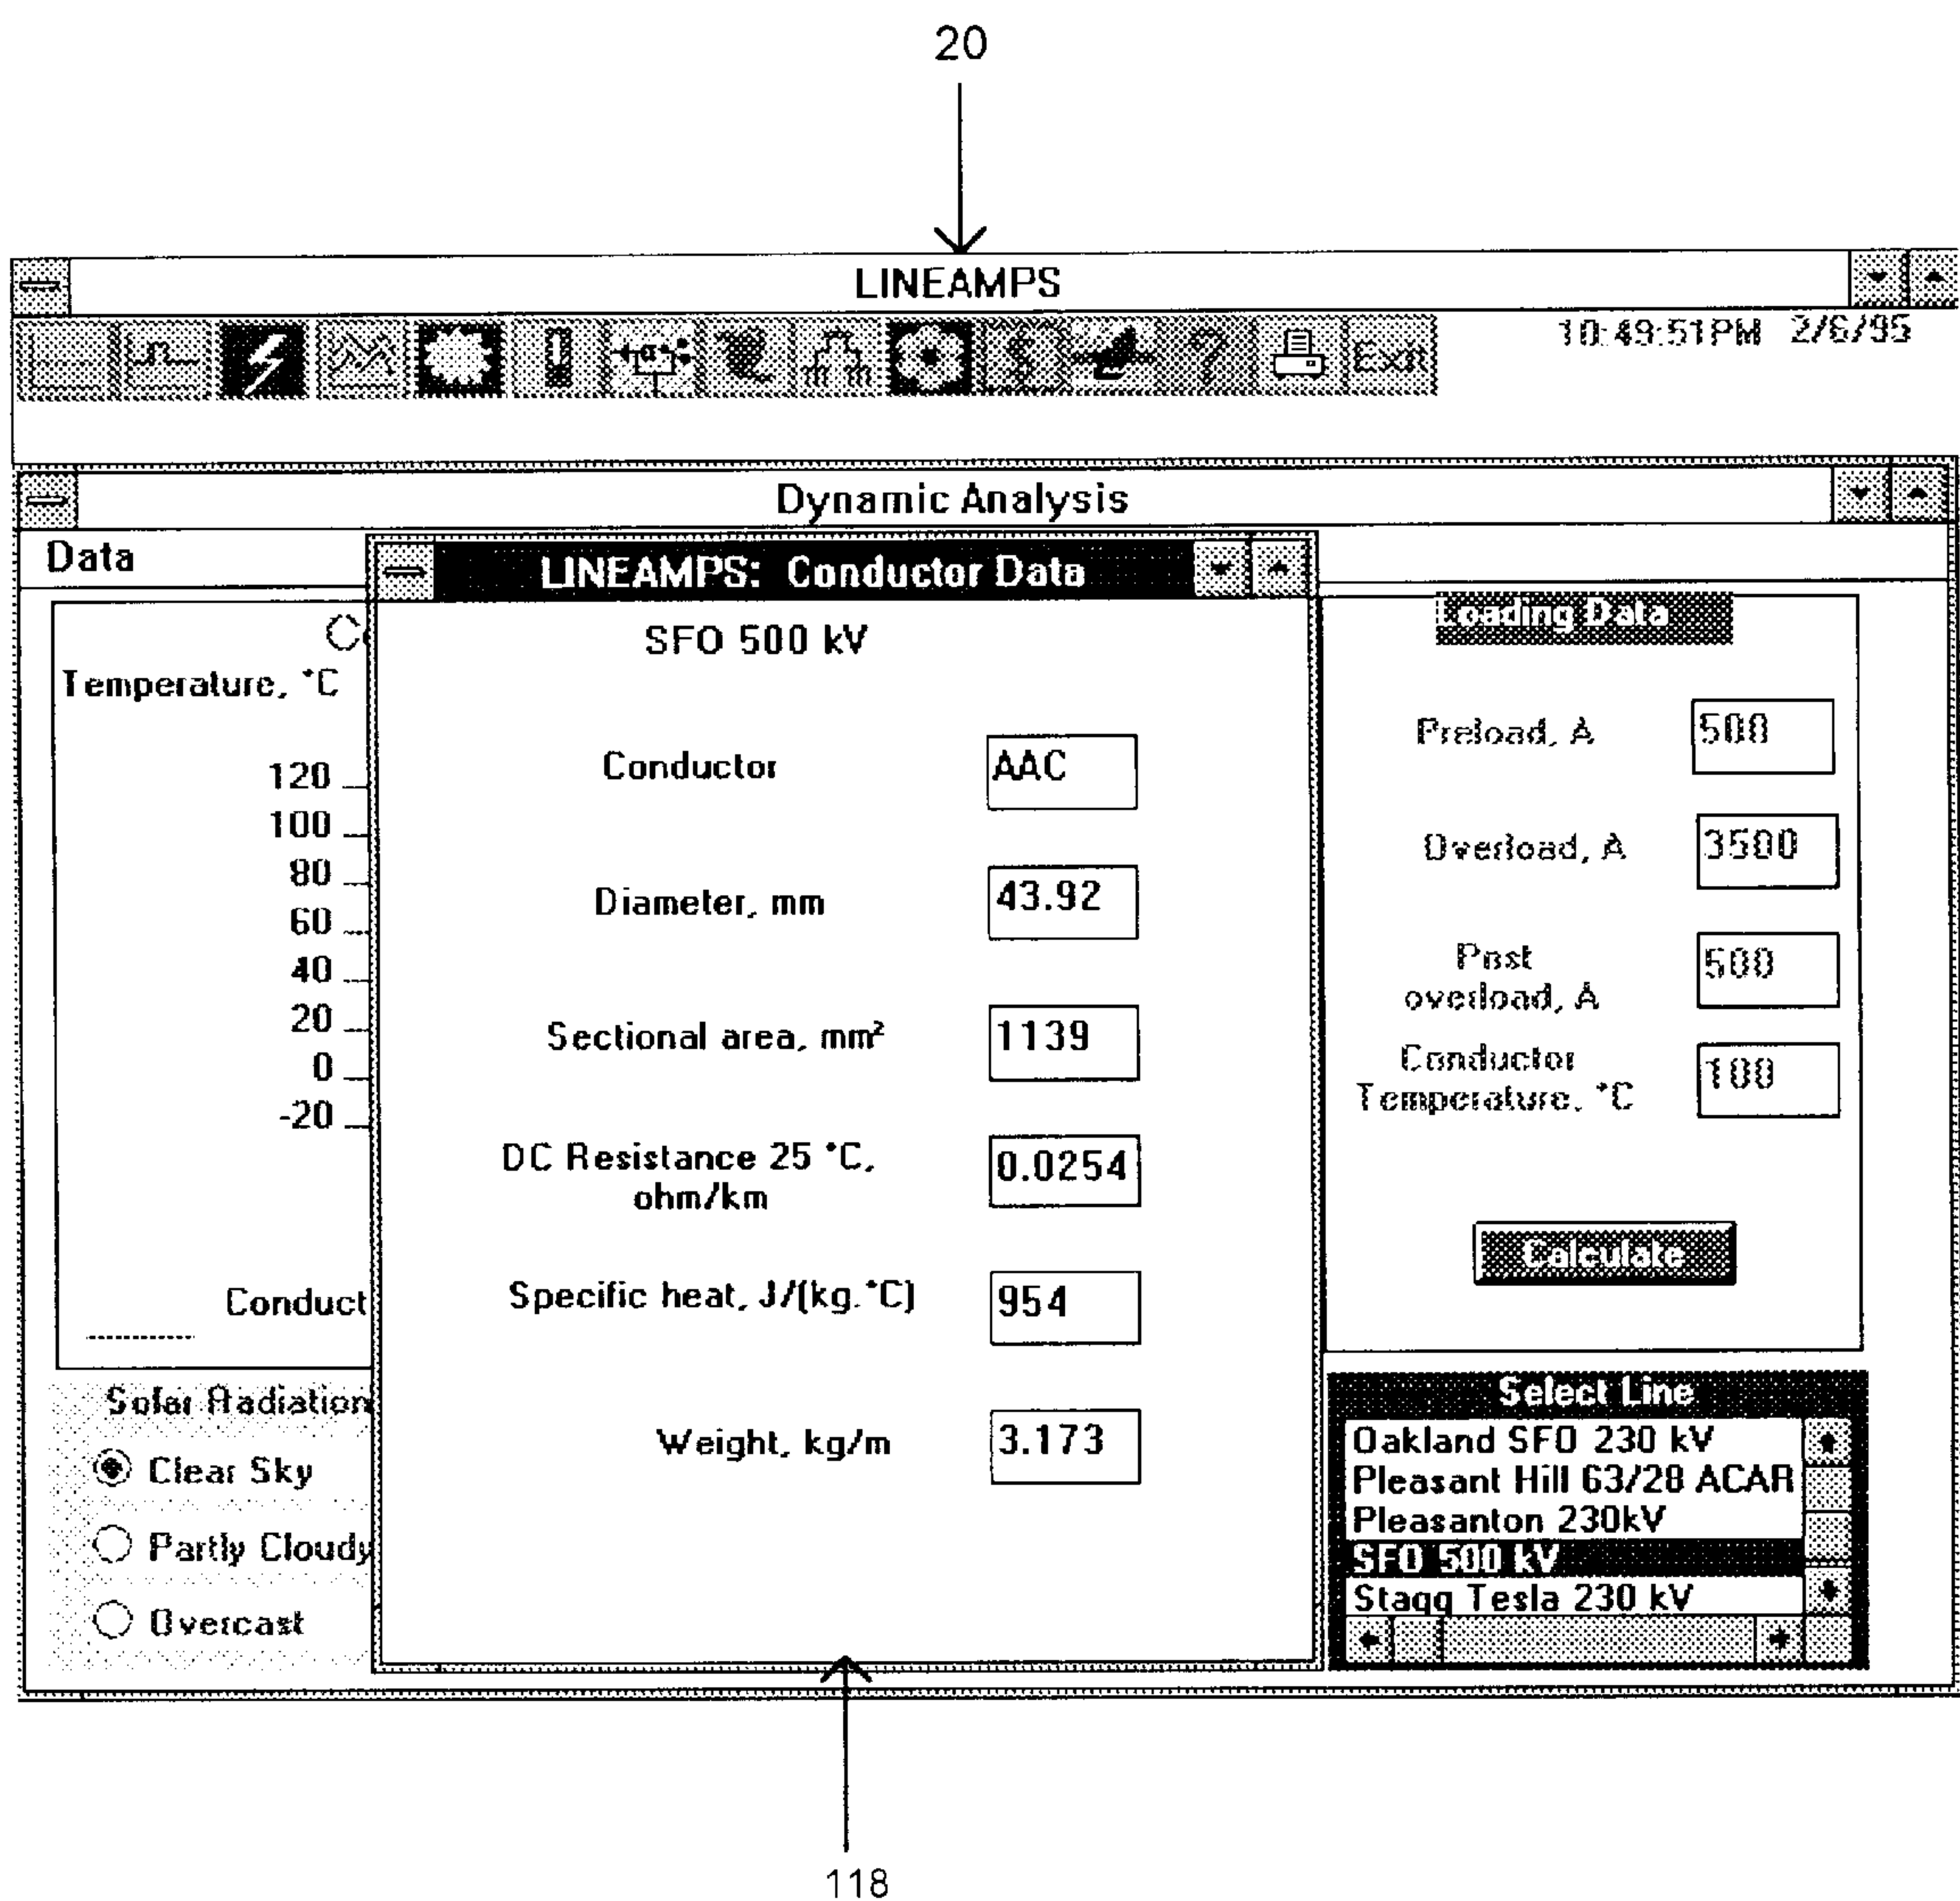 20
LINEAMPS
Exit
10:49:51PM 2/6/95
Dynamic Analysis
Data
LINEAMPS: Conductor Data
SFO 500 kV
Conductor AAC
Diameter, mm 43.92
Sectional area, mm² 1139
DC Resistance 25 °C, ohm/km 0.0254
Specific heat, J/(kg.°C) 954
Weight, kg/m 3.173
Temperature, °C
120
100
80
60
40
20
0
-20
Conduct
Loading Data
Preload, A 500
Overload, A 3500
Post overload, A 500
Conductor Temperature, °C 100
Calculate
Solar Radiation
Clear Sky
Partly Cloudy
Overcast
Select Line
Oakland SFO 230 kV
Pleasant Hill 63/28 ACAR
Pleasanton 230kV
SFO 500 kV
Stagg Tesla 230 kV
118